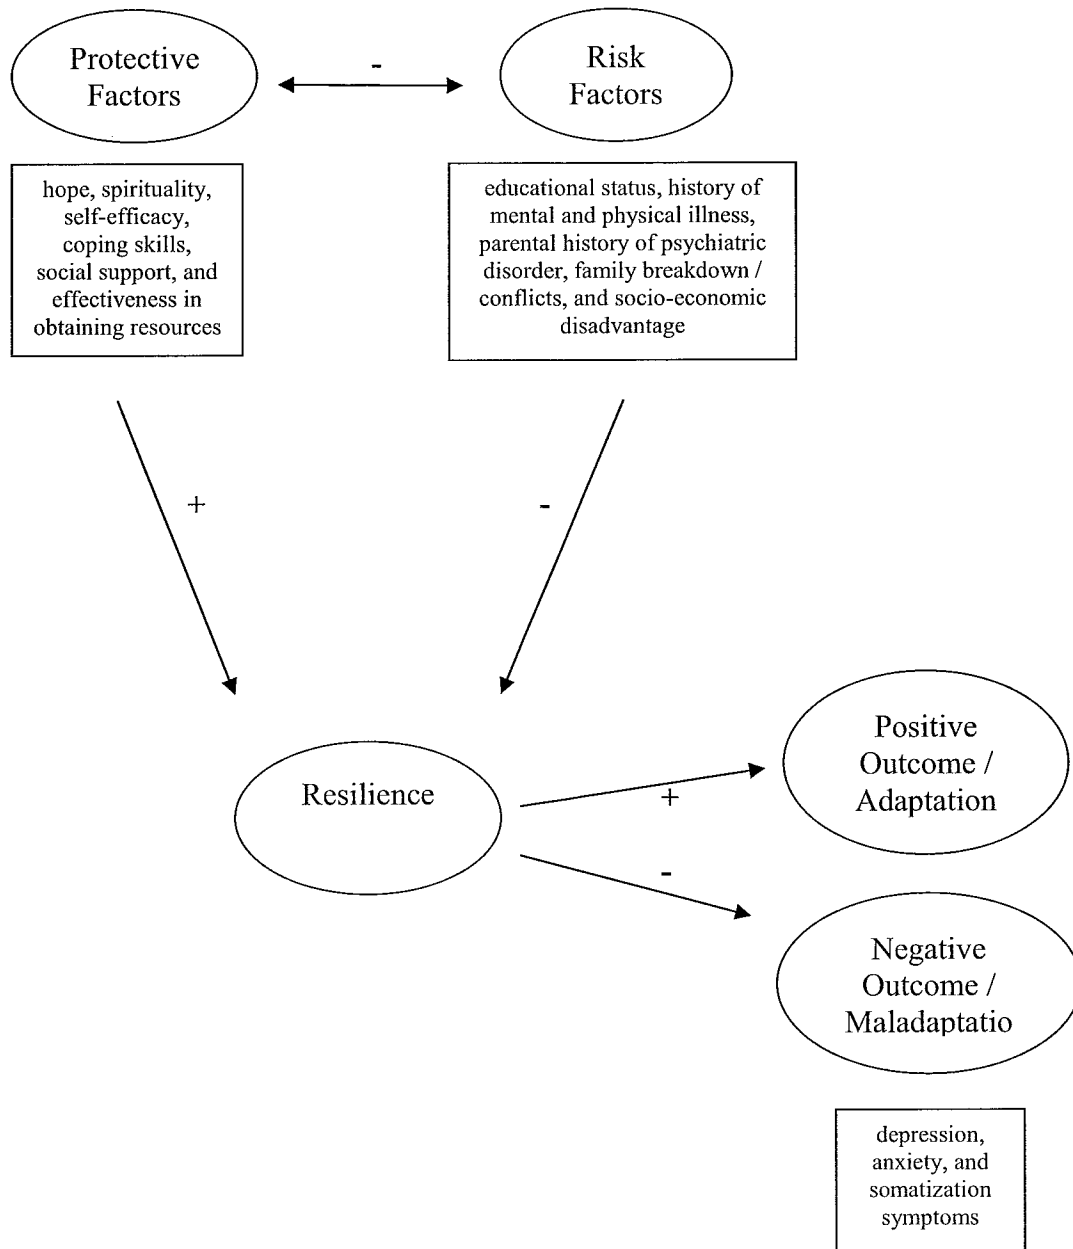 Protective
Factors
-
Risk
Factors
hope, spirituality,
self-efficacy,
coping skills,
social support, and
effectiveness in
obtaining resources
educational status, history of
mental and physical illness,
parental history of psychiatric
disorder, family breakdown /
conflicts, and socio-economic
disadvantage
+
-
Resilience
+
-
Positive
Outcome /
Adaptation
Negative
Outcome /
Maladaptatio
depression,
anxiety, and
somatization
symptoms